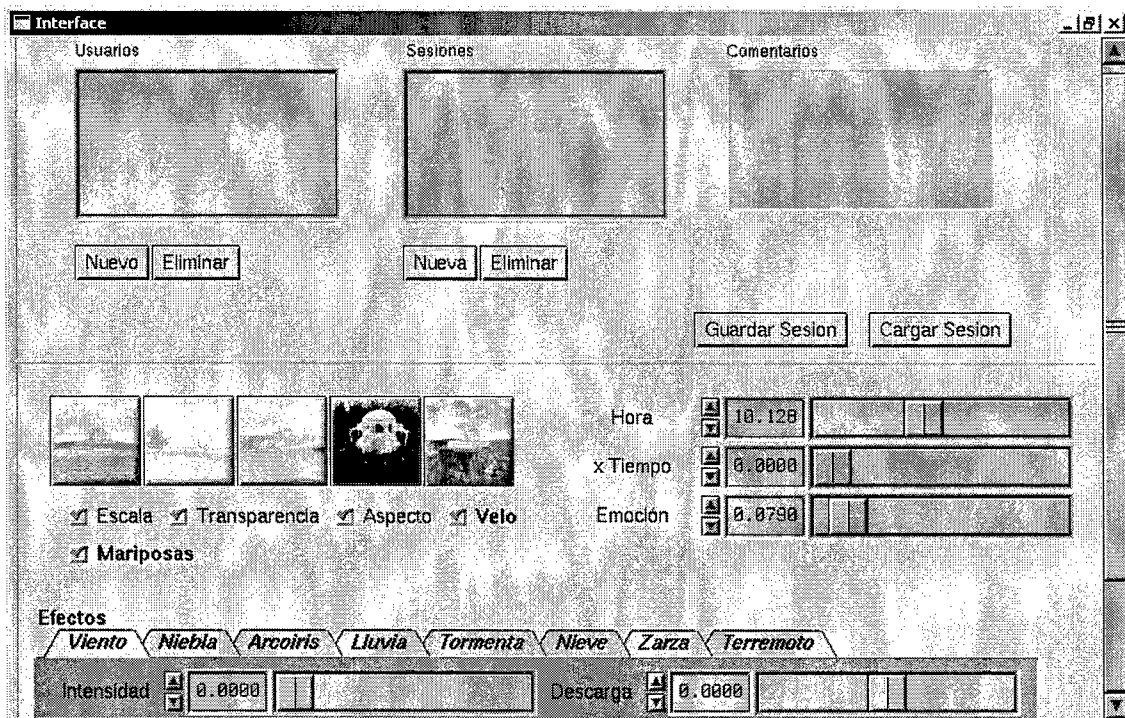 Interface
Usuarios Sesiones Comentarios
Nuevo Eliminar Nueva Eliminar
Guardar Sesion Cargar Sesion
Hora 10.128
x Tiempo 0.0000
Escala Transparencia Aspecto Velo Emoción 0.0790
Mariposas
Efectos
Viento Niebla Arcoiris Lluvia Tormenta Nieve Zarza Terremoto
Intensidad 0.0000 Descarga 0.0000